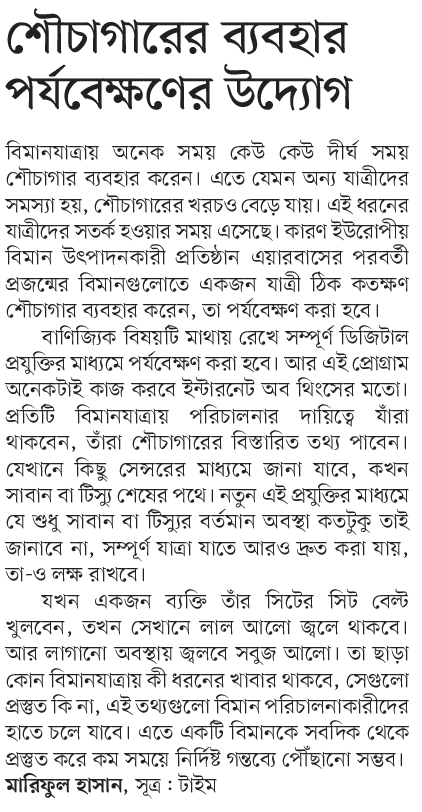 শৌচাগারের ব্যবহার
পর্যবেক্ষণের উদ্যোগ
বিমানযাত্রায় অনেক সময় কেউ কেউ দীর্ঘ সময়
শৌচাগার ব্যবহার করেন। এতে যেমন অন্য যাত্রীদের
সমস্যা হয়, শৌচাগারের খরচও বেড়ে যায়। এই ধরনের
যাত্রীদের সতর্ক হওয়ার সময় এসেছে। কারণ ইউরোপীয়
বিমান উৎপাদনকারী প্রতিষ্ঠান এয়ারবাসের পরবর্তী
প্রজন্মের বিমানগুলোতে একজন যাত্রী ঠিক কতক্ষণ
শৌচাগার ব্যবহার করেন, তা পর্যবেক্ষণ করা হবে।
বাণিজ্যিক বিষয়টি মাথায় রেখে সম্পূর্ণ ডিজিটাল
প্রযুক্তির মাধ্যমে পর্যবেক্ষণ করা হবে। আর এই প্রোগ্রাম
অনেকটাই কাজ করবে ইন্টারনেট অব থিংসের মতো।
প্রতিটি বিমানযাত্রায় পরিচালনার দায়িত্বে যাঁরা
থাকবেন, তাঁরা শৌচাগারের বিস্তারিত তথ্য পাবেন।
যেখানে কিছু সেন্সরের মাধ্যমে জানা যাবে, কখন
সাবান বা টিস্যু শেষের পথে। নতুন এই প্রযুক্তির মাধ্যমে
যে শুধু সাবান বা টিস্যুর বর্তমান অবস্থা কতটুকু তাই
জানাবে না, সম্পূর্ণ যাত্রা যাতে আরও দ্রুত করা যায়,
তা-ও লক্ষ রাখবে।
যখন একজন ব্যক্তি তাঁর সিটের সিট বেল্ট
খুলবেন, তখন সেখানে লাল আলো জ্বলে থাকবে।
আর লাগানো অবস্থায় জ্বলবে সবুজ আলো। তা ছাড়া
কোন বিমানযাত্রায় কী ধরনের খাবার থাকবে, সেগুলো
প্রস্তুত কি না, এই তথ্যগুলো বিমান পরিচালনাকারীদের
হাতে চলে যাবে। এতে একটি বিমানকে সবদিক থেকে
প্রস্তুত করে কম সময়ে নির্দিষ্ট গন্তব্যে পৌঁছানো সম্ভব।
মারিফুল হাসান, সূত্র : টাইম